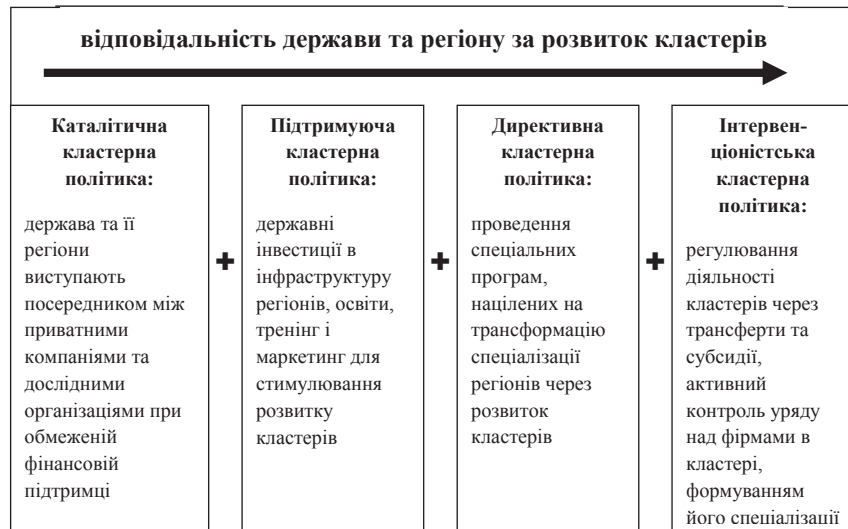 відповідальність держави та регіону за розвиток кластерів
Каталітична
кластерна
політика:
держава та її
регіони
виступають
посередником між
приватними
компаніями та
дослідними
організаціями при
обмеженій
фінансовій
підтримці
+
Підтримуюча
кластерна
політика:
державні
інвестиції в
інфраструктуру
регіонів, освіти,
тренінг і
маркетинг для
стимулювання
розвитку
кластерів
+
Директивна
кластерна
політика:
проведення
спеціальних
програм,
націлених на
трансформацію
спеціалізації
регіонів через
розвиток
кластерів
+
Інтервен-
ціоністська
кластерна
політика:
регулювання
діяльності
кластерів через
трансферти та
субсидії,
активний
контроль уряду
над фірмами в
кластері,
формуванням
його спеціалізації